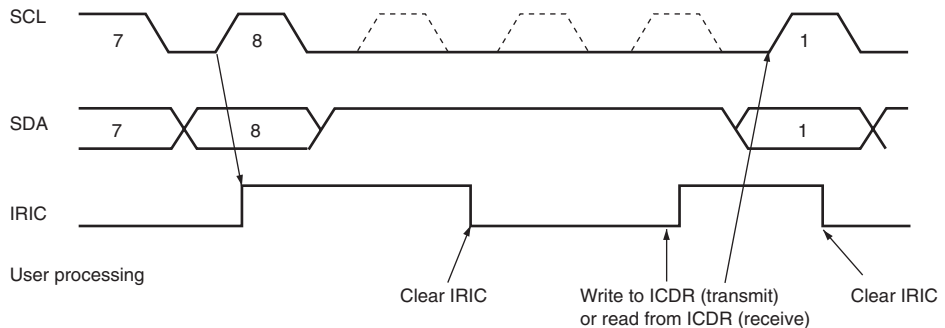 SCL
7
8
1
SDA
7
8
1
IRIC
User processing
Clear IRIC
Write to ICDR (transmit)
or read from ICDR (receive)
Clear IRIC